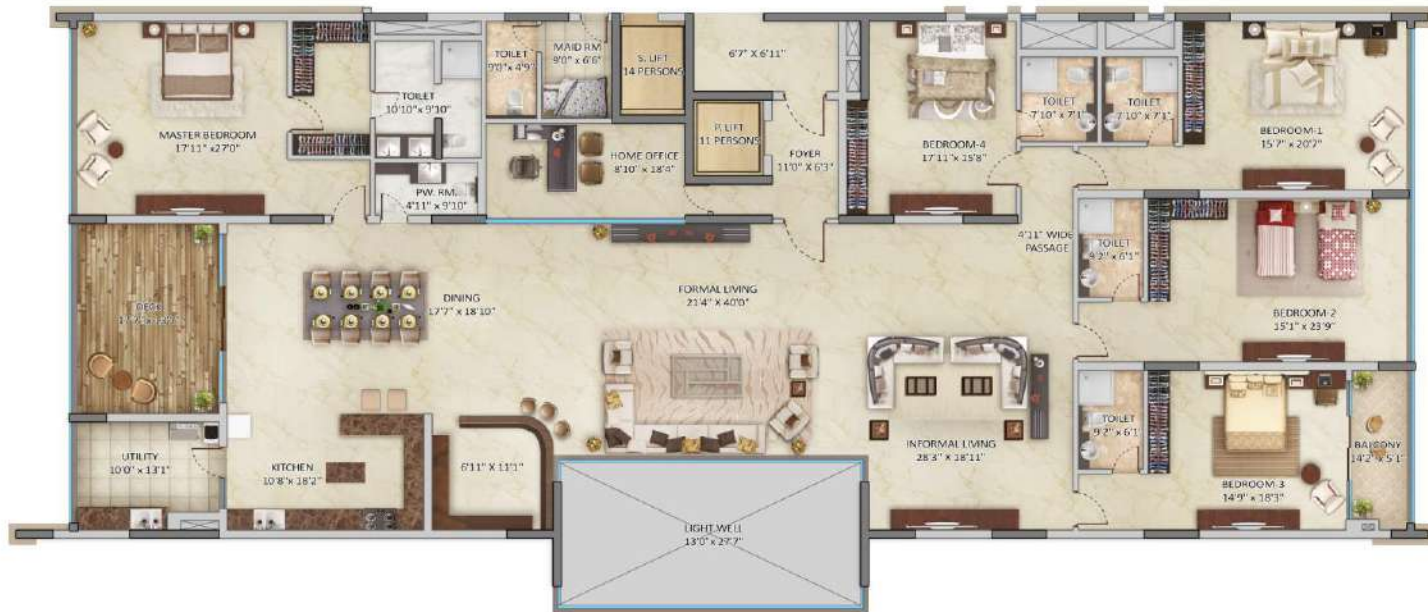 MASTER BEDROOM
17'11" x27'0"
TOILET
10'10"x 9'10"
TOILET
9'0"x 4'9"
MAID RM
9'0" x 6'6"
S. LIFT
14 PERSONS
6'7" X 6'11"
P. LIFT
11 PERSONS
FOYER
11'0" X 6'3"
HOME OFFICE
8'10" x 18'4"
PW. RM.
4'11" x 9'10"
BEDROOM-4
17'11" x 15'8"
TOILET
7'10" x 7'1"
TOILET
7'10" x 7'1"
BEDROOM-1
15'7" x 20'2"
4'11" WIDE
PASSAGE
TOILET
9'2" x 6'1"
BEDROOM-2
15'1" x 23'9"
DECK
DINING
17'7" x 18'10"
FORMAL LIVING
21'4" X 40'0"
UTILITY
10'0" x 13'1"
KITCHEN
10'8"x 18'2"
6'11" X 11'1"
INFORMAL LIVING
28'3" x 18'11"
TOILET
9'2" x 6'1
BEDROOM-3
14'9" x 18'3"
BALCONY
14'2" x 5'1"
LIGHT WELL
13'0" x 27'7"